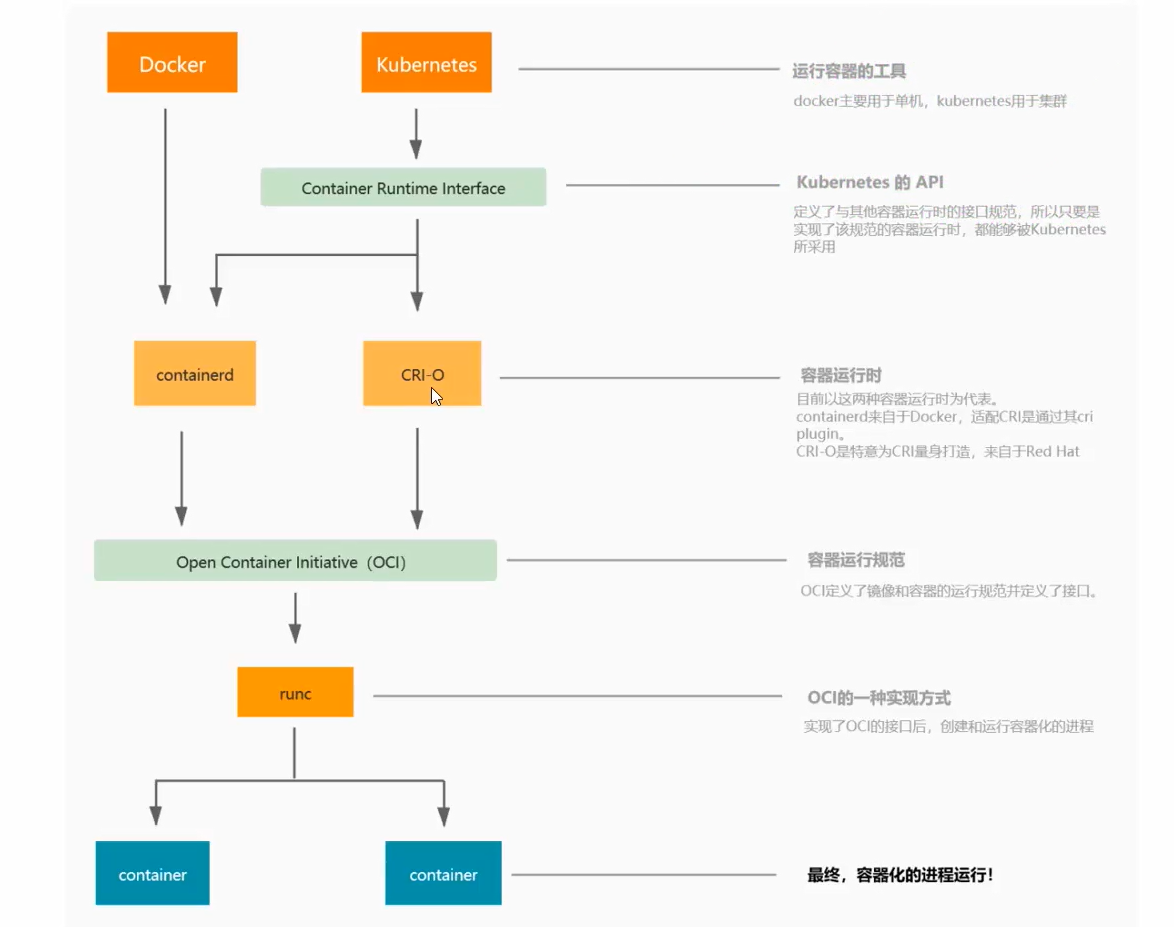 Docker
Kubernetes
运行容器的工具
docker主要用于单机，kubernetes用于集群
Container Runtime Interface
Kubernetes 的 API
定义了与其他容器运行时的接口规范，所以只要是
实现了该规范的容器运行时，都能够被Kubernetes
所采用
containerd
CRI-O
容器运行时
目前以这两种容器运行时为代表。
containerd来自于Docker，适配CRI是通过其cri
plugin。
CRI-O是特意为CRI量身打造，来自于Red Hat
Open Container Initiative（OCI）
容器运行规范
OCI定义了镜像和容器的运行规范并定义了接口。
runc
OCI的一种实现方式
实现了OCI的接口后，创建和运行容器化的进程
container
container
最终，容器化的进程运行！